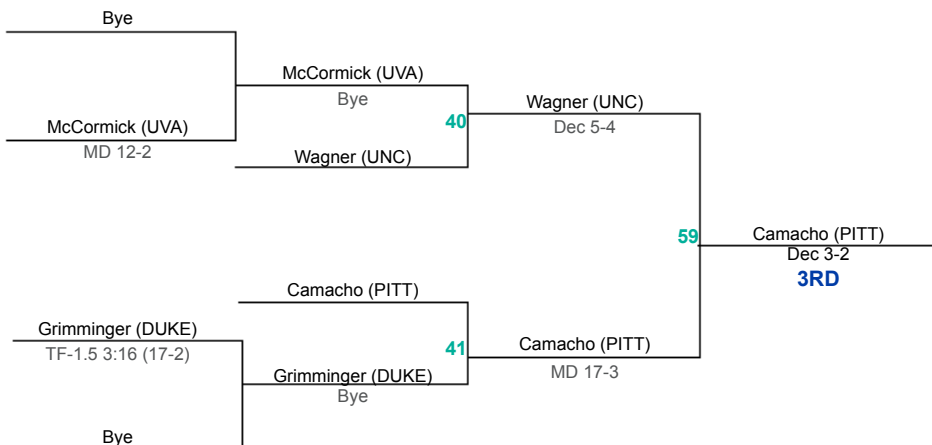 Bye
McCormick (UVA)
Bye
McCormick (UVA)
MD 12-2
40
Wagner (UNC)
Wagner (UNC)
Dec 5-4
59
Camacho (PITT)
Dec 3-2
3RD
Camacho (PITT)
Grimminger (DUKE)
TF-1.5 3:16 (17-2)
41
Grimminger (DUKE)
Bye
Camacho (PITT)
MD 17-3
Bye